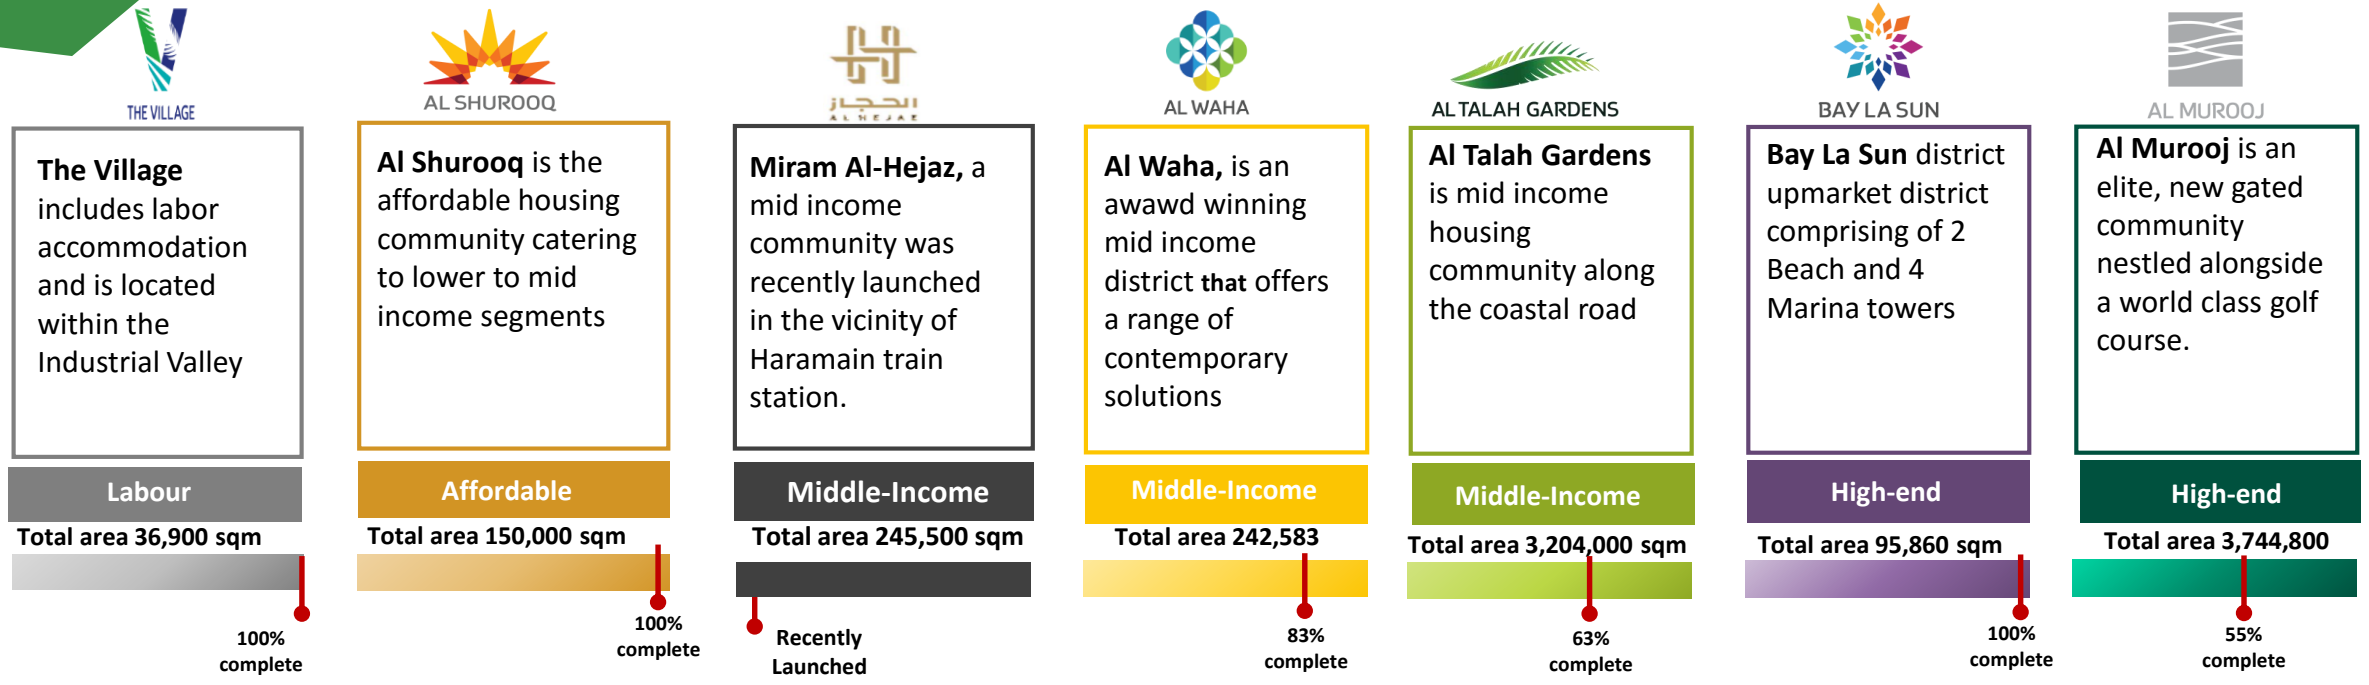 THE VILLAGE
The Village
includes labor
accommodation
and is located
within the
Industrial Valley
Labour
Total area 36,900 sqm
100%
complete
AL SHUROOQ
Al Shurooq is the
affordable housing
community catering
to lower to mid
income segments
Affordable
Total area 150,000 sqm
100%
complete
الحجاز
AL HEJAZ
Miram Al-Hejaz, a
mid income
community was
recently launched
in the vicinity of
Haramain train
station.
Middle-Income
Total area 245,500 sqm
Recently
Launched
AL WAHA
Al Waha, is an
awawd winning
mid income
district that offers
a range of
contemporary
solutions
Middle-Income
Total area 242,583
83%
complete
AL TALAH GARDENS
Al Talah Gardens
is mid income
housing
community along
the coastal road
Middle-Income
Total area 3,204,000 sqm
63%
complete
BAY LA SUN
Bay La Sun district
upmarket district
comprising of 2
Beach and 4
Marina towers
High-end
Total area 95,860 sqm
100%
complete
AL MUROOJ
Al Murooj is an
elite, new gated
community
nestled alongside
a world class golf
course.
High-end
Total area 3,744,800
55%
complete